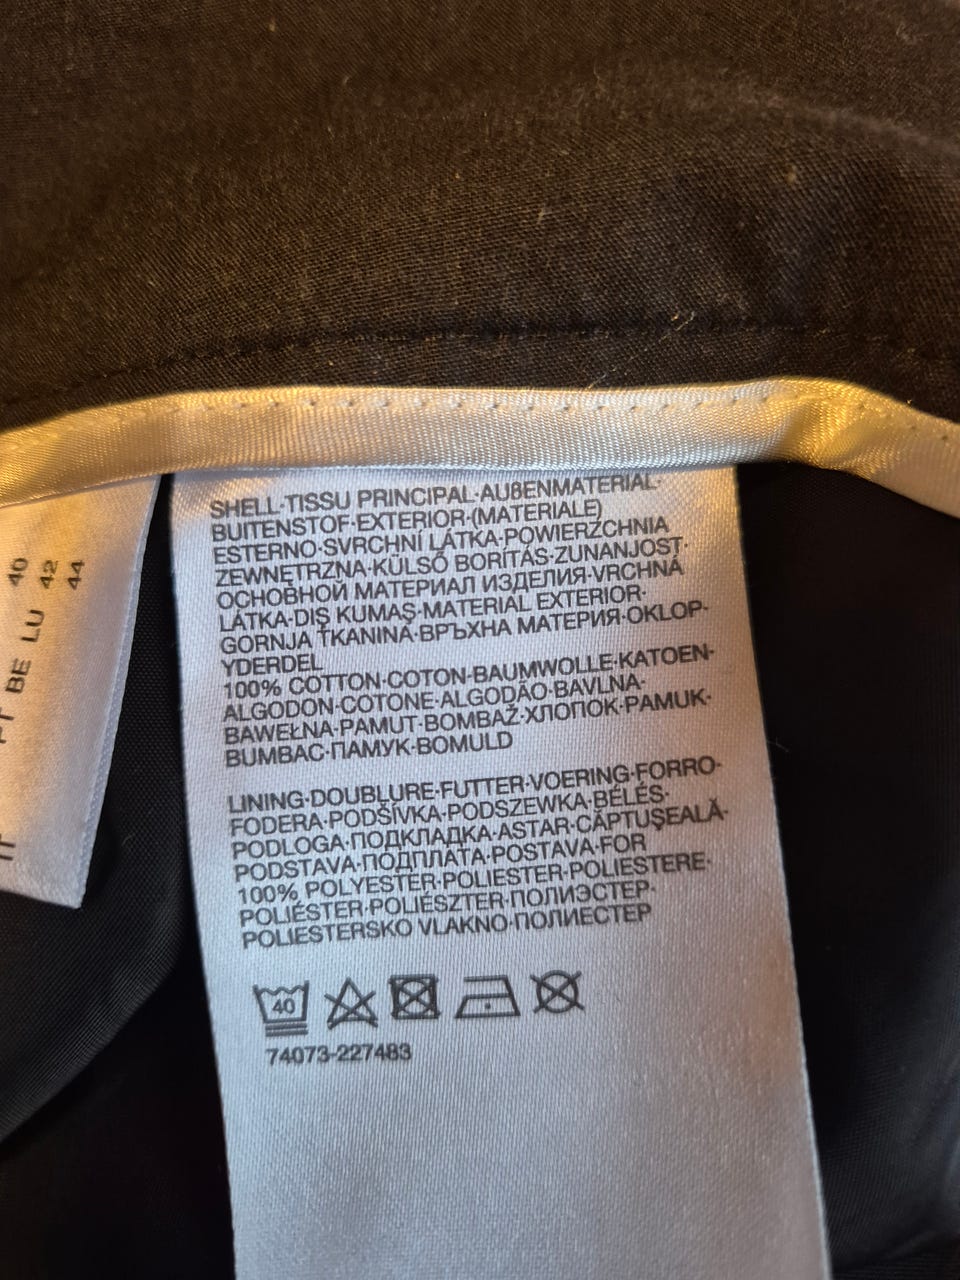 SHELL·TISSU PRINCIPAL·AUßENMATERIAL·
BUITENSTOF·EXTERIOR·(MATERIALE)
ESTERNO·SVRCHNÍ LÁTKA·POWIERZCHNIA
ZEWNĘTRZNA·KÜLSŐ BORÍTÁS·ZUNANJOST·
ОСНОВНОЙ МАТЕРИАЛ ИЗДЕЛИЯ·VRCHNÁ
LÁTKA·DIŞ KUMAŞ·MATERIAL EXTERIOR·
GORNJA TKANINA·ВРЪХНА МАТЕРИЯ·OKLOP·
YDERDEL
100% COTTON·COTON·BAUMWOLLE·KATOEN·
ALGODON·COTONE·ALGODÃO·BAVLNA·
BAWEŁNA·PAMUT·BOMBAŽ·ХЛОПОК·PAMUK·
BUMBAC·ПАМУК·BOMULD
LINING·DOUBLURE·FUTTER·VOERING·FORRO·
FODERA·PODŠÍVKA·PODSZEWKA·BÉLÉS·
PODLOGA·ПОДКЛАДКА·ASTAR·CĂPTUŞEALĂ·
PODSTAVA·ПОДПЛАТА·POSTAVA·FOR
100% POLYESTER·POLIESTER·POLIESTERE·
POLIÉSTER·POLIÉSZTER·ПОЛИЭСТЕР·
POLIESTERSKO VLAKNO·ПОЛИЕСТЕР
40
74073-227483
40
BE LU 42
44